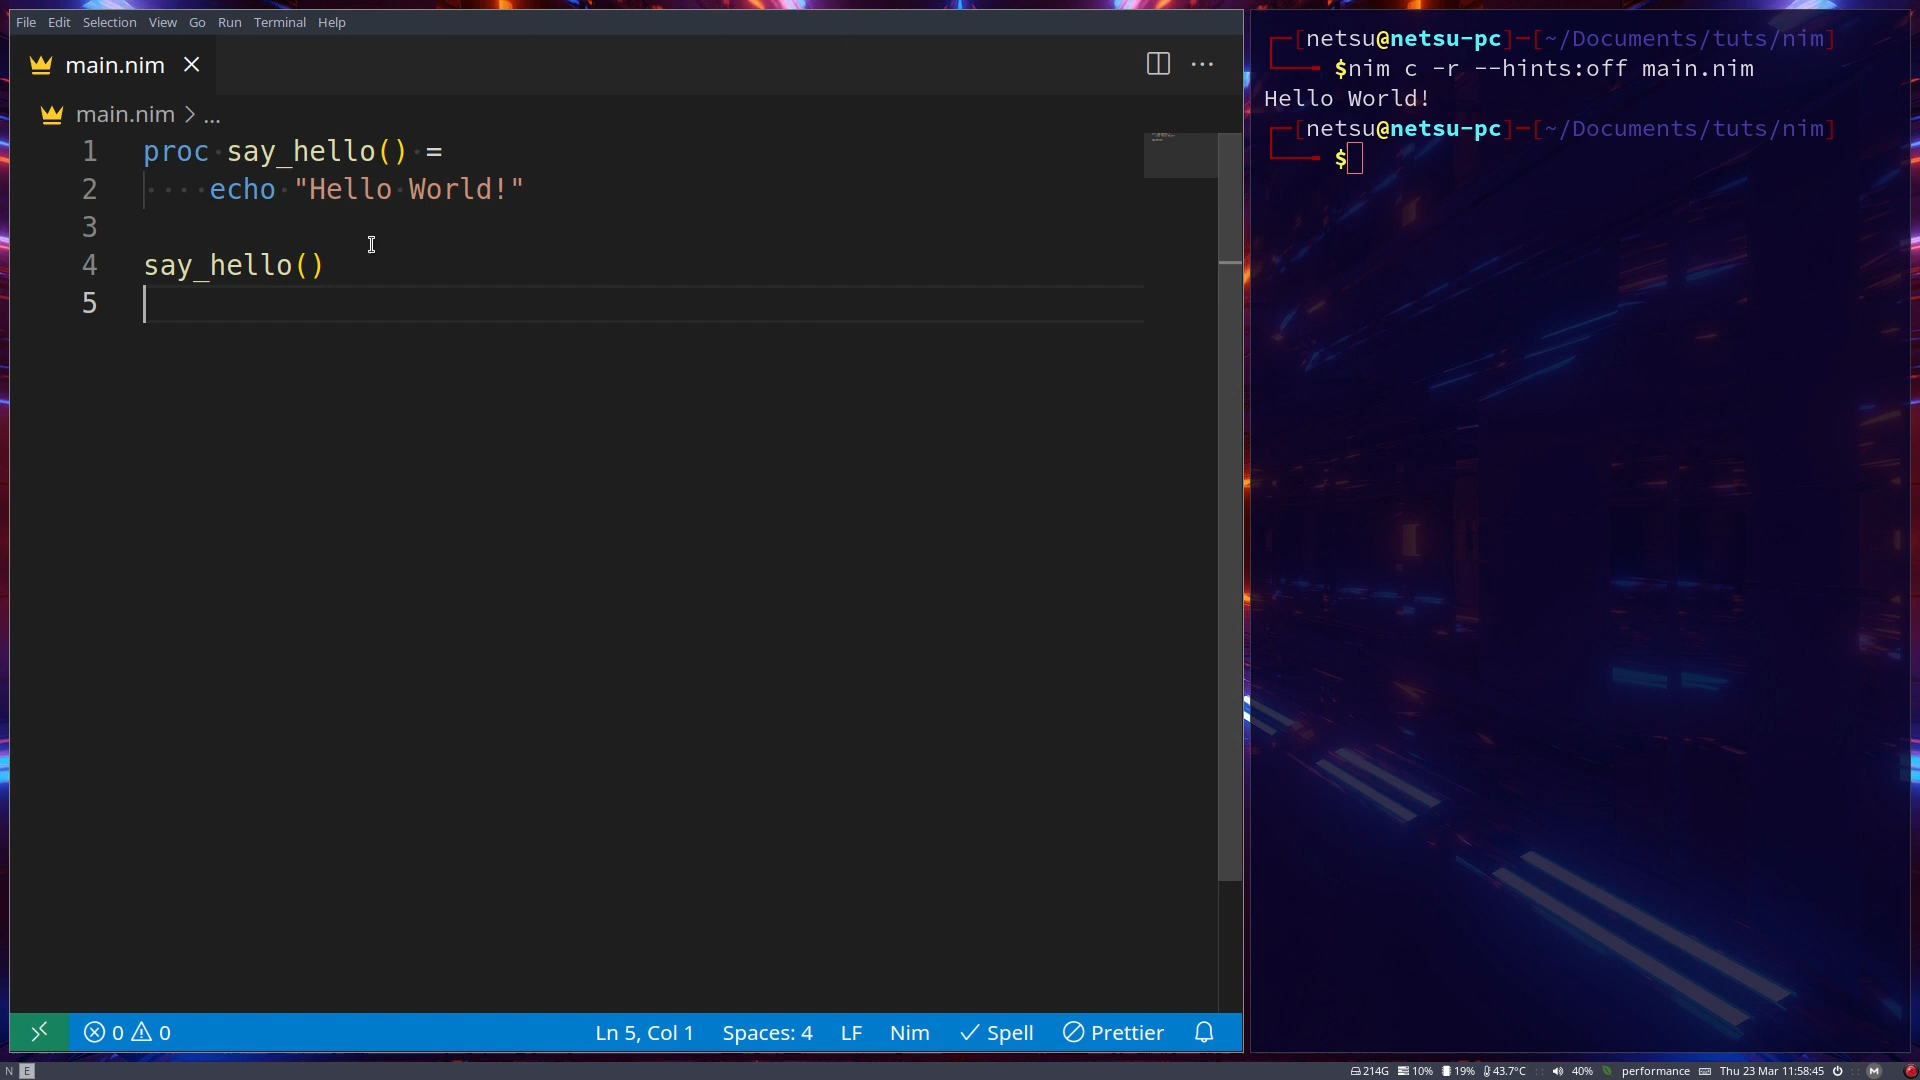 File Edit Selection View Go Run Terminal Help
main.nim
main.nim > ...
1 proc say_hello() =
2 echo "Hello World!"
3
4 say_hello()
5
0 0 Ln 5, Col 1 Spaces: 4 LF Nim Spell Prettier
[netsu@netsu-pc]-[~/Documents/tuts/nim]
$nim c -r --hints:off main.nim
Hello World!
[netsu@netsu-pc]-[~/Documents/tuts/nim]
$
N E 214G 10% 19% 43.7°C 40% performance Thu 23 Mar 11:58:45 M